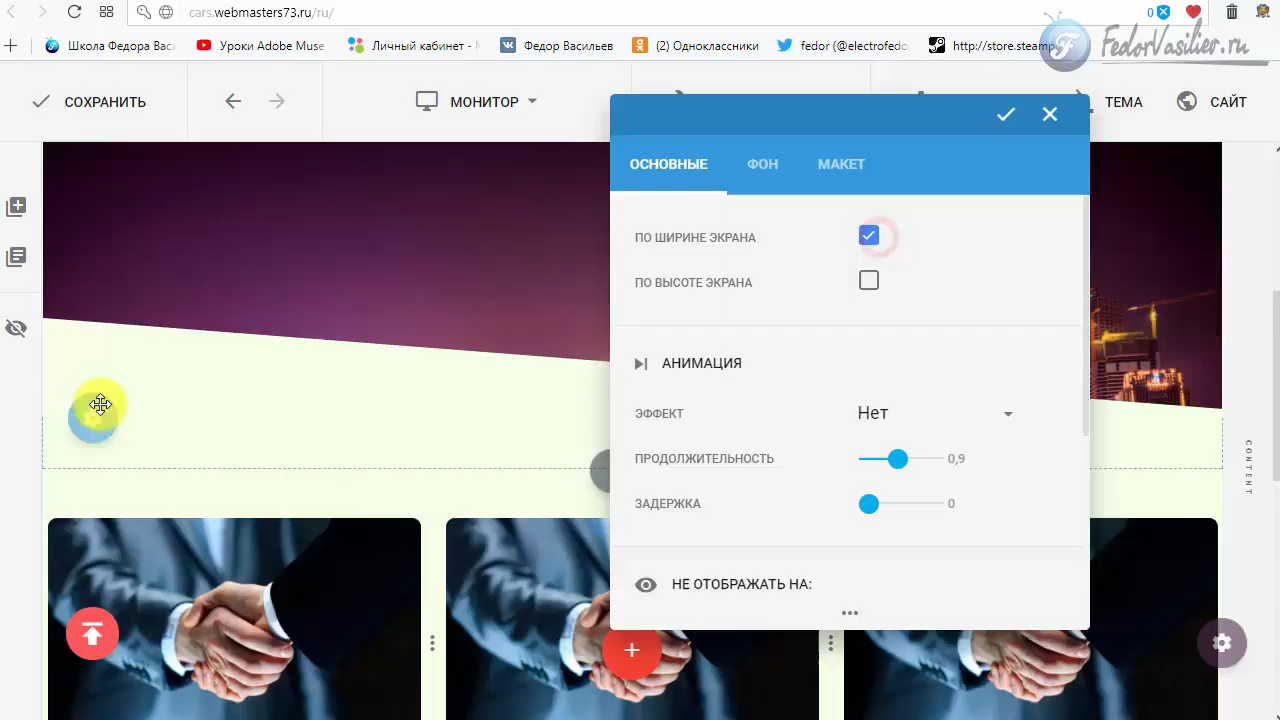 cars.webmasters73.ru/ru/
0
Школа Федора Вас
Уроки Adobe Muse
Личный кабинет -
Федор Васильев
(2) Одноклассники
fedor (@electrofedo
http://store.steamp
FedorVasilier.ru
СОХРАНИТЬ
МОНИТОР
ТЕМА
САЙТ
ОСНОВНЫЕ
ФОН
МАКЕТ
ПО ШИРИНЕ ЭКРАНА
ПО ВЫСОТЕ ЭКРАНА
АНИМАЦИЯ
ЭФФЕКТ
Нет
ПРОДОЛЖИТЕЛЬНОСТЬ
0,9
ЗАДЕРЖКА
0
НЕ ОТОБРАЖАТЬ НА:
CONTENT